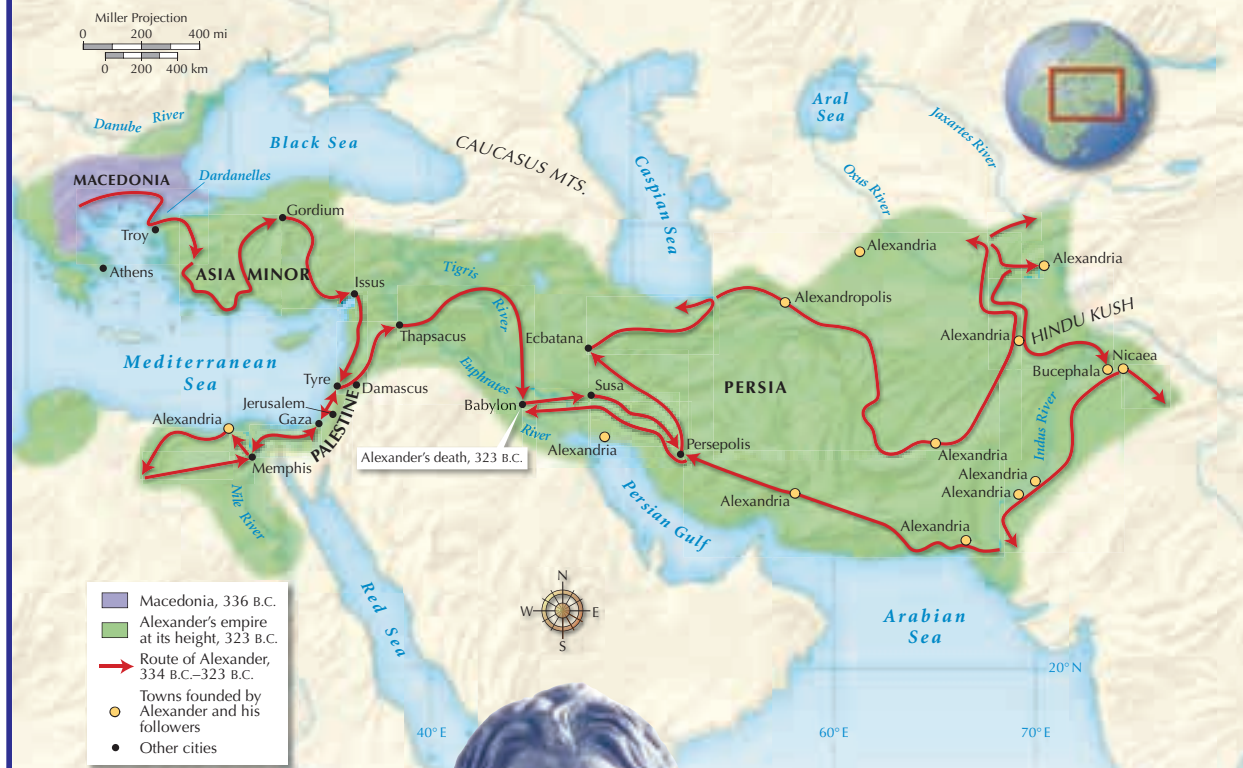 Miller Projection
0 200 400 mi
0 200 400 km
Danube River
Black Sea
CAUCASUS MTS.
Caspian Sea
Aral Sea
Jaxartes River
Oxus River
MACEDONIA
Dardanelles
Troy
Athens
Gordium
ASIA MINOR
Issus
Tigris River
Thapsacus
Ecbatana
Alexandropolis
Alexandria
Alexandria
Alexandria
HINDU KUSH
Nicaea
Bucephala
Mediterranean
Sea
Tyre
Damascus
Jerusalem
Gaza
PALESTINE
Alexandria
Memphis
Nile River
Euphrates River
Babylon
Susa
PERSIA
Alexander's death, 323 B.C.
Alexandria
Persepolis
Persian Gulf
Alexandria
Alexandria
Indus River
Alexandria
Alexandria
Alexandria
Red Sea
N
W E
S
Arabian
Sea
20°N
40°E
60°E
70°E
Macedonia, 336 B.C.
Alexander's empire
at its height, 323 B.C.
Route of Alexander,
334 B.C.–323 B.C.
Towns founded by
Alexander and his
followers
Other cities